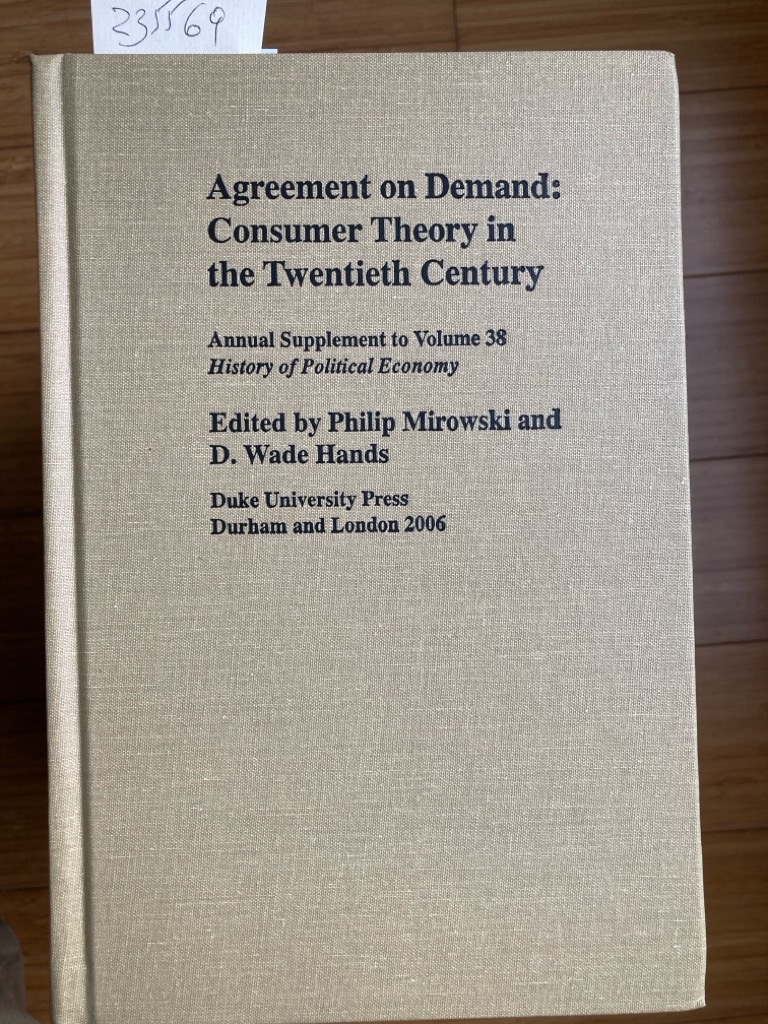 235569
Agreement on Demand:
Consumer Theory in
the Twentieth Century
Annual Supplement to Volume 38
History of Political Economy
Edited by Philip Mirowski and
D. Wade Hands
Duke University Press
Durham and London 2006